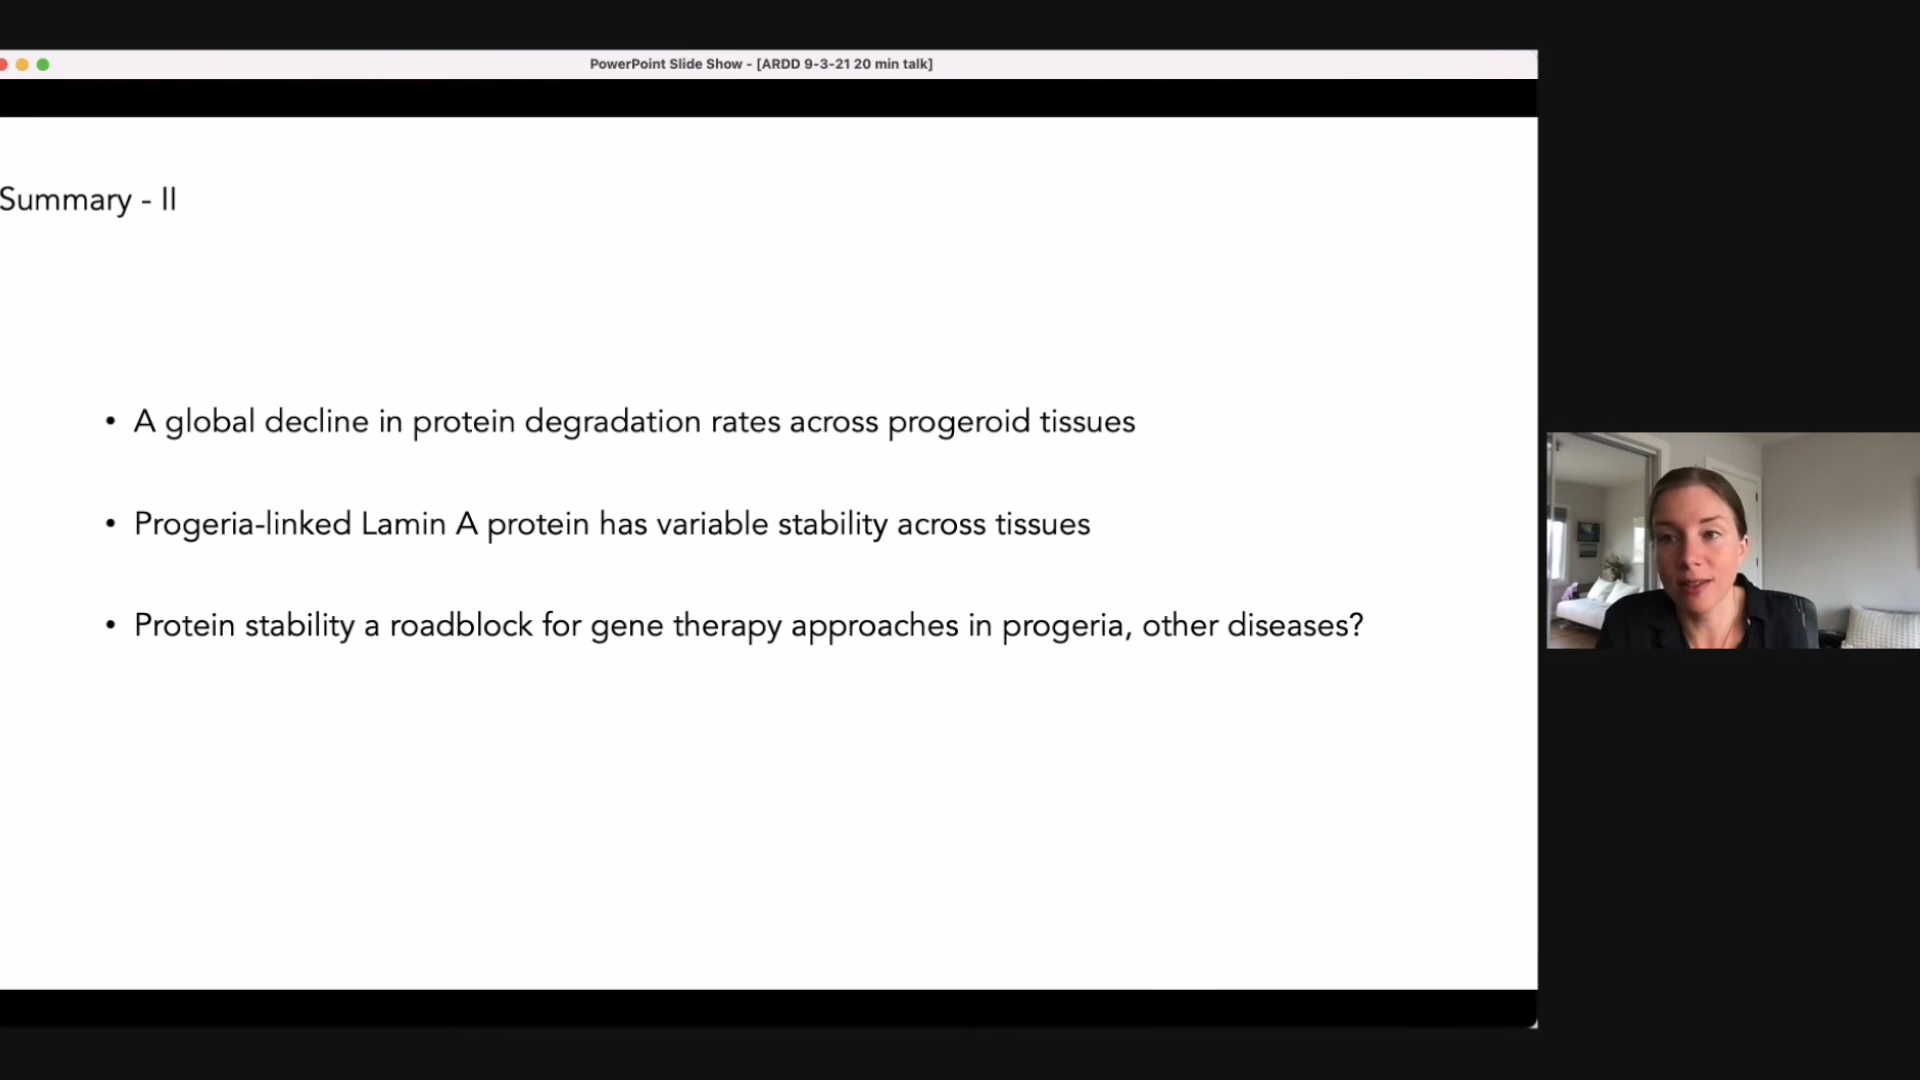 PowerPoint Slide Show - [ARDD 9-3-21 20 min talk]
Summary - II
• A global decline in protein degradation rates across progeroid tissues
• Progeria-linked Lamin A protein has variable stability across tissues
• Protein stability a roadblock for gene therapy approaches in progeria, other diseases?